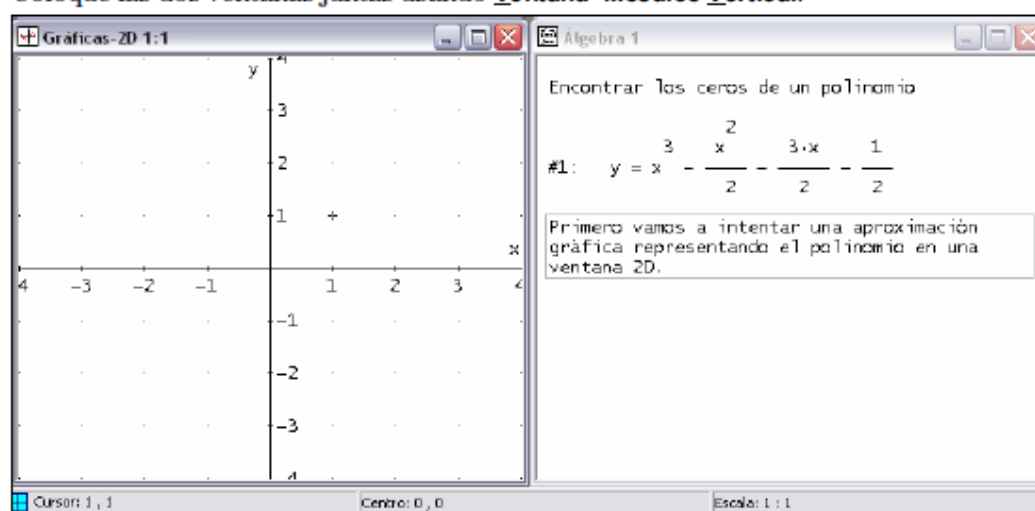 Gráficas-2D 1:1
y
4
3
2
1
x
4 -3 -2 -1 1 2 3 4
-1
-2
-3
4
Álgebra 1
Encontrar los ceros de un polinomio
#1: y = x^3 - x^2/2 - 3·x/2 - 1/2
Primero vamos a intentar una aproximación
gráfica representando el polinomio en una
ventana 2D.
Cursor: 1 , 1 Centro: 0 , 0 Escala: 1 : 1